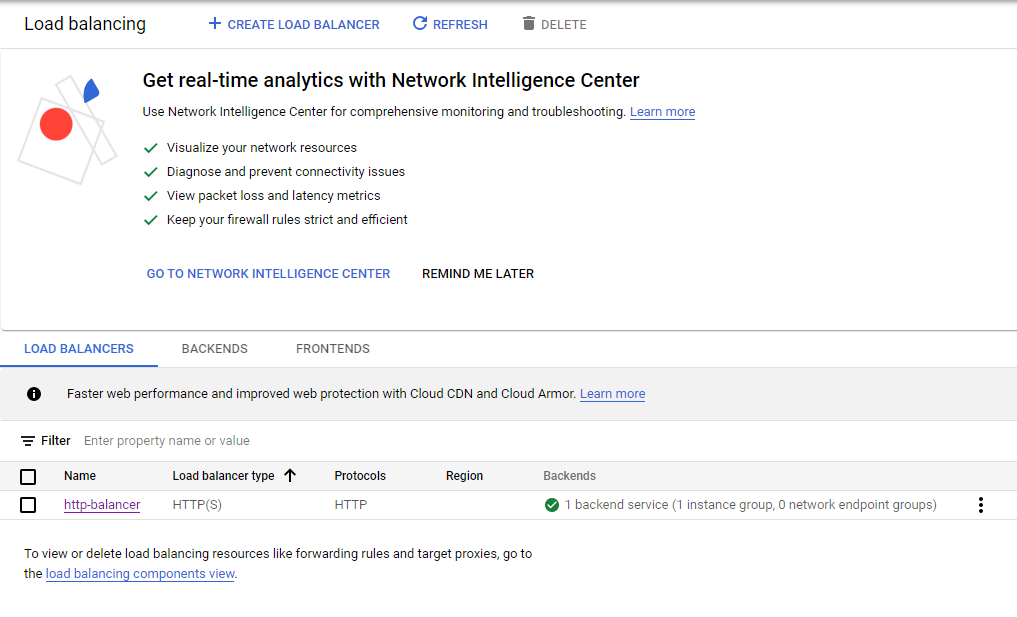 Load balancing CREATE LOAD BALANCER REFRESH DELETE
Get real-time analytics with Network Intelligence Center
Use Network Intelligence Center for comprehensive monitoring and troubleshooting. Learn more
Visualize your network resources
Diagnose and prevent connectivity issues
View packet loss and latency metrics
Keep your firewall rules strict and efficient
GO TO NETWORK INTELLIGENCE CENTER REMIND ME LATER
LOAD BALANCERS BACKENDS FRONTENDS
Faster web performance and improved web protection with Cloud CDN and Cloud Armor. Learn more
Filter Enter property name or value
Name Load balancer type Protocols Region Backends
http-balancer HTTP(S) HTTP 1 backend service (1 instance group, 0 network endpoint groups)
To view or delete load balancing resources like forwarding rules and target proxies, go to
the load balancing components view.